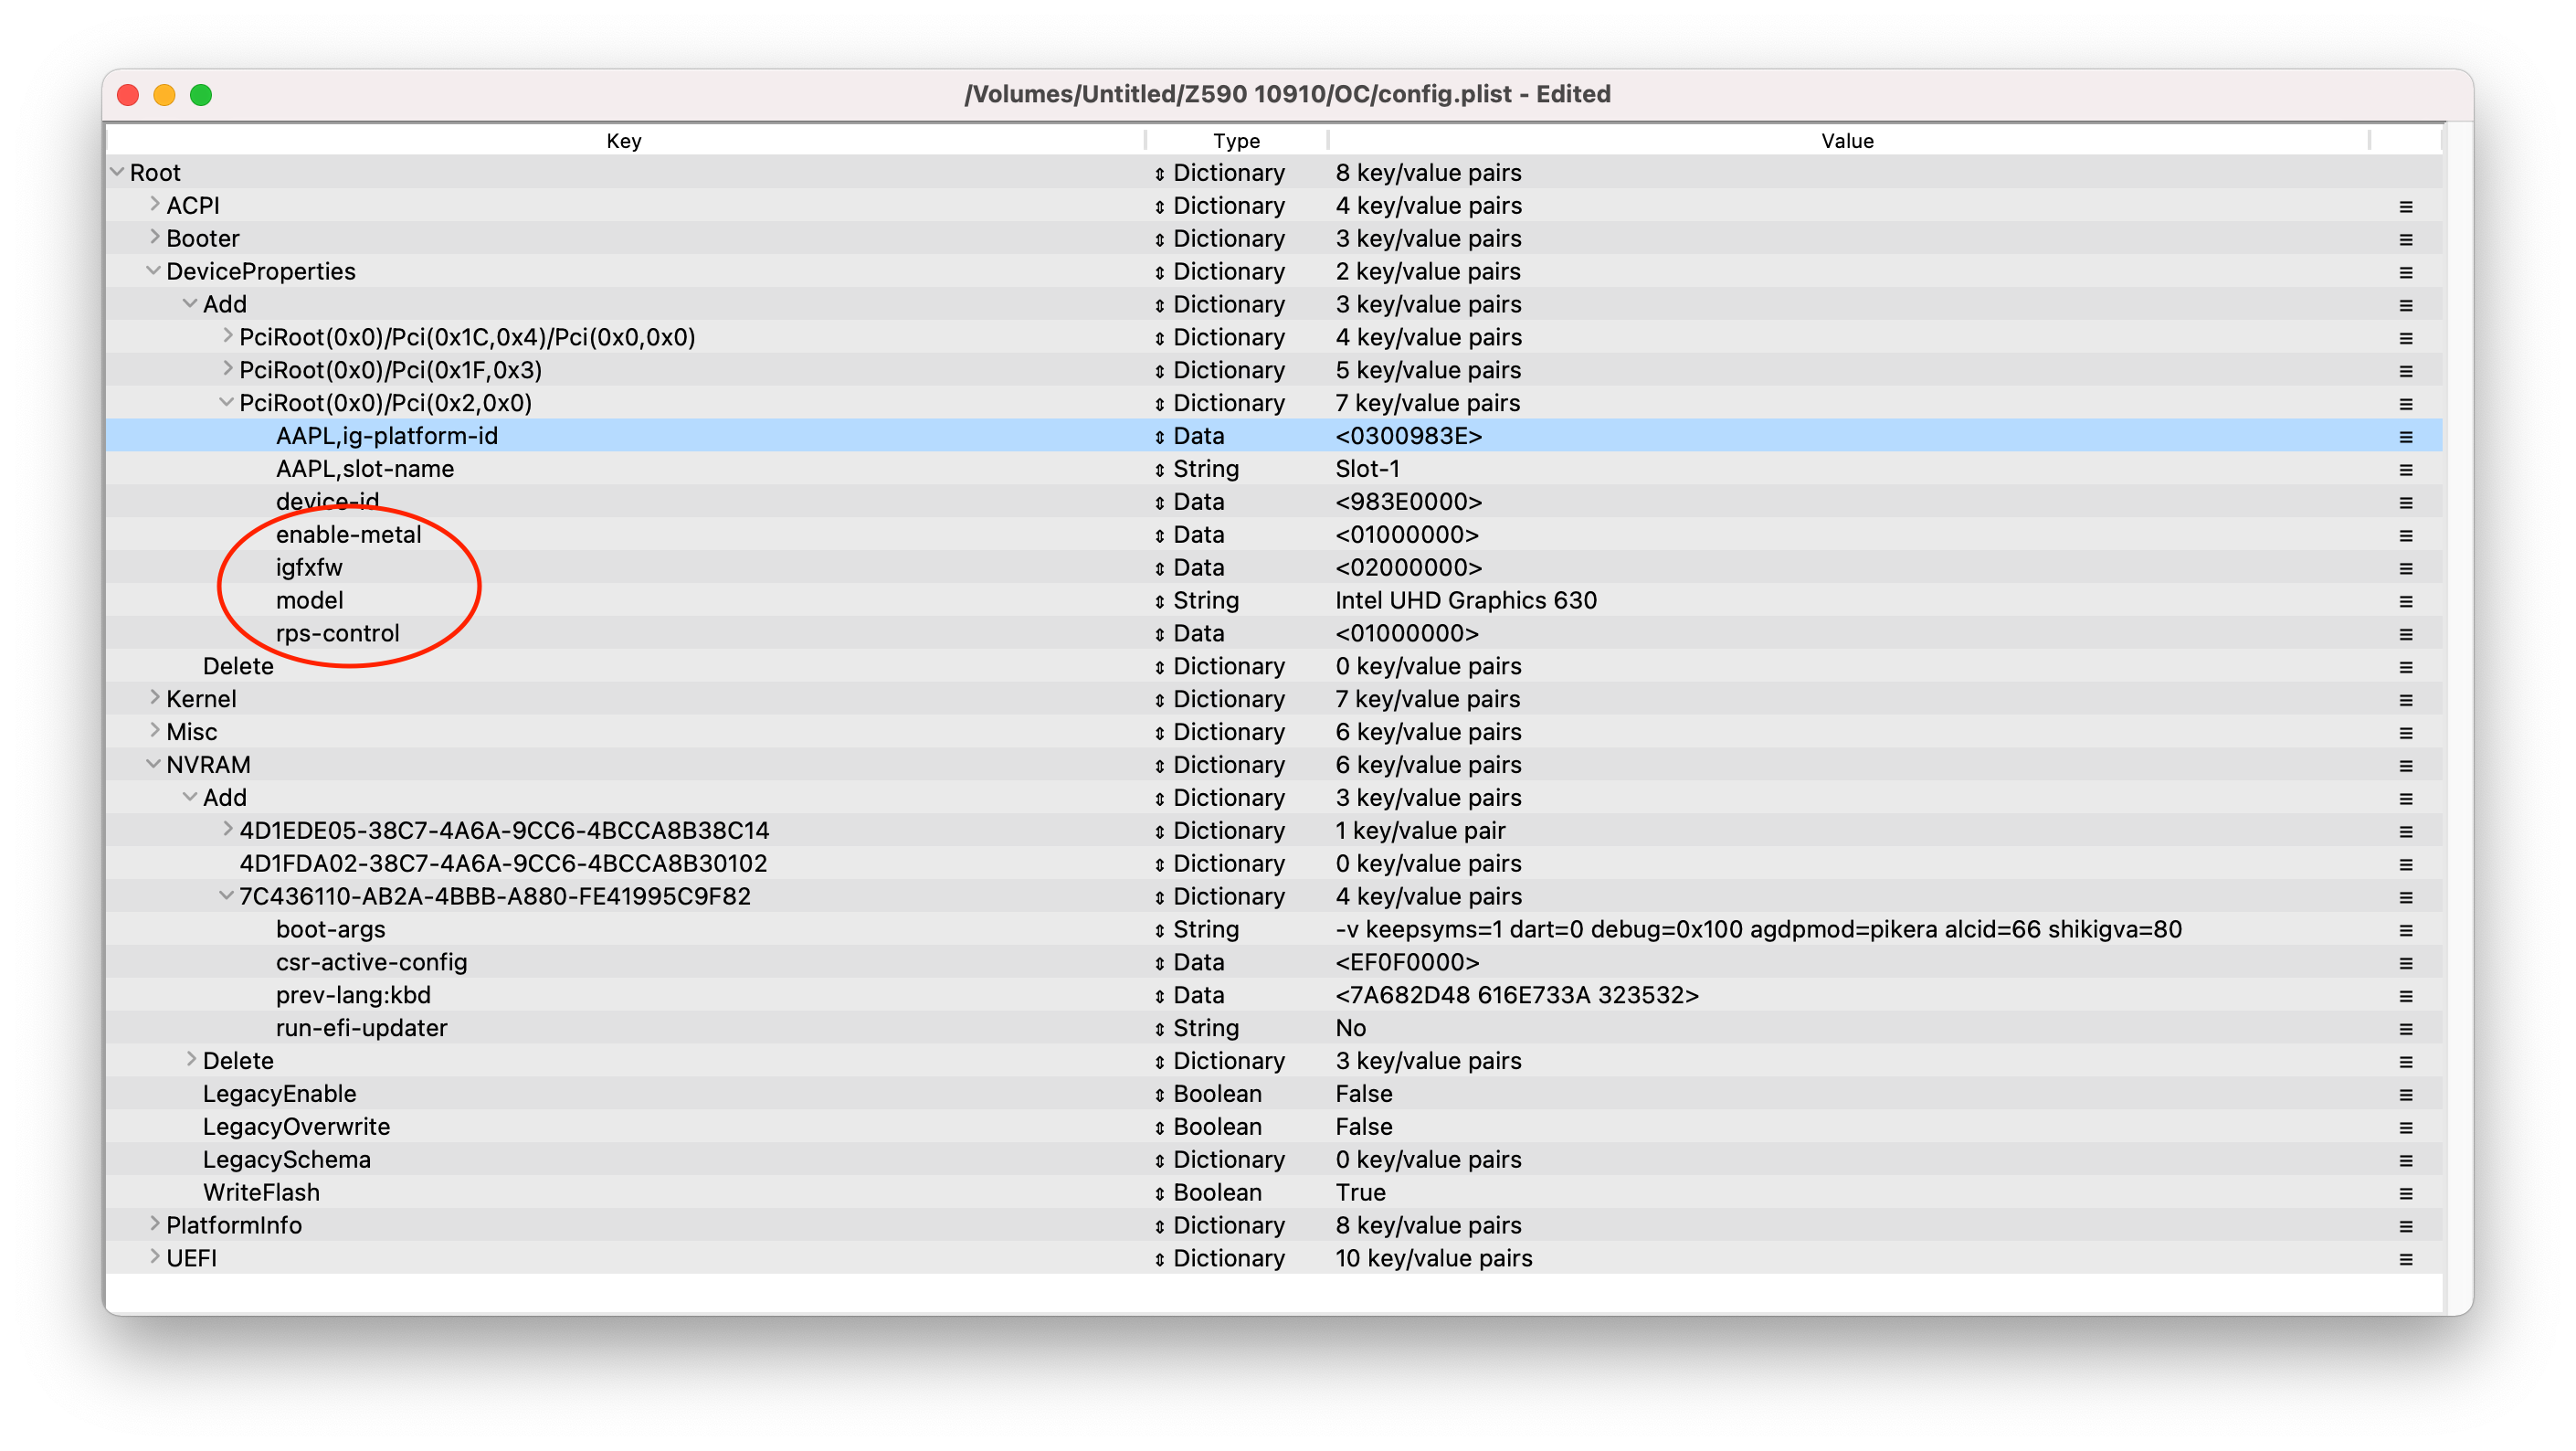 /Volumes/Untitled/Z590 10910/OC/config.plist - Edited
Key Type Value
Root Dictionary 8 key/value pairs
ACPI Dictionary 4 key/value pairs
Booter Dictionary 3 key/value pairs
DeviceProperties Dictionary 2 key/value pairs
Add Dictionary 3 key/value pairs
PciRoot(0x0)/Pci(0x1C,0x4)/Pci(0x0,0x0) Dictionary 4 key/value pairs
PciRoot(0x0)/Pci(0x1F,0x3) Dictionary 5 key/value pairs
PciRoot(0x0)/Pci(0x2,0x0) Dictionary 7 key/value pairs
AAPL,ig-platform-id Data <0300983E>
AAPL,slot-name String Slot-1
device-id Data <983E0000>
enable-metal Data <01000000>
igfxfw Data <02000000>
model String Intel UHD Graphics 630
rps-control Data <01000000>
Delete Dictionary 0 key/value pairs
Kernel Dictionary 7 key/value pairs
Misc Dictionary 6 key/value pairs
NVRAM Dictionary 6 key/value pairs
Add Dictionary 3 key/value pairs
4D1EDE05-38C7-4A6A-9CC6-4BCCA8B38C14 Dictionary 1 key/value pair
4D1FDA02-38C7-4A6A-9CC6-4BCCA8B30102 Dictionary 0 key/value pairs
7C436110-AB2A-4BBB-A880-FE41995C9F82 Dictionary 4 key/value pairs
boot-args String -v keepsyms=1 dart=0 debug=0x100 agdpmod=pikera alcid=66 shikigva=80
csr-active-config Data <EF0F0000>
prev-lang:kbd Data <7A682D48 616E733A 323532>
run-efi-updater String No
Delete Dictionary 3 key/value pairs
LegacyEnable Boolean False
LegacyOverwrite Boolean False
LegacySchema Dictionary 0 key/value pairs
WriteFlash Boolean True
PlatformInfo Dictionary 8 key/value pairs
UEFI Dictionary 10 key/value pairs